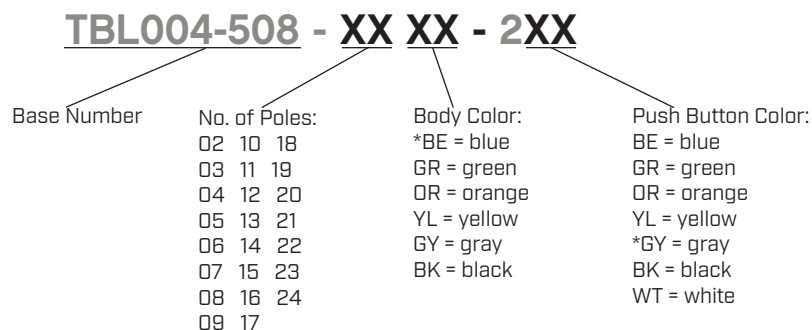 TBL004-508 - XX XX - 2XX
Base Number
No. of Poles:
02 10 18
03 11 19
04 12 20
05 13 21
06 14 22
07 15 23
08 16 24
09 17
Body Color:
*BE = blue
GR = green
OR = orange
YL = yellow
GY = gray
BK = black
Push Button Color:
BE = blue
GR = green
OR = orange
YL = yellow
*GY = gray
BK = black
WT = white